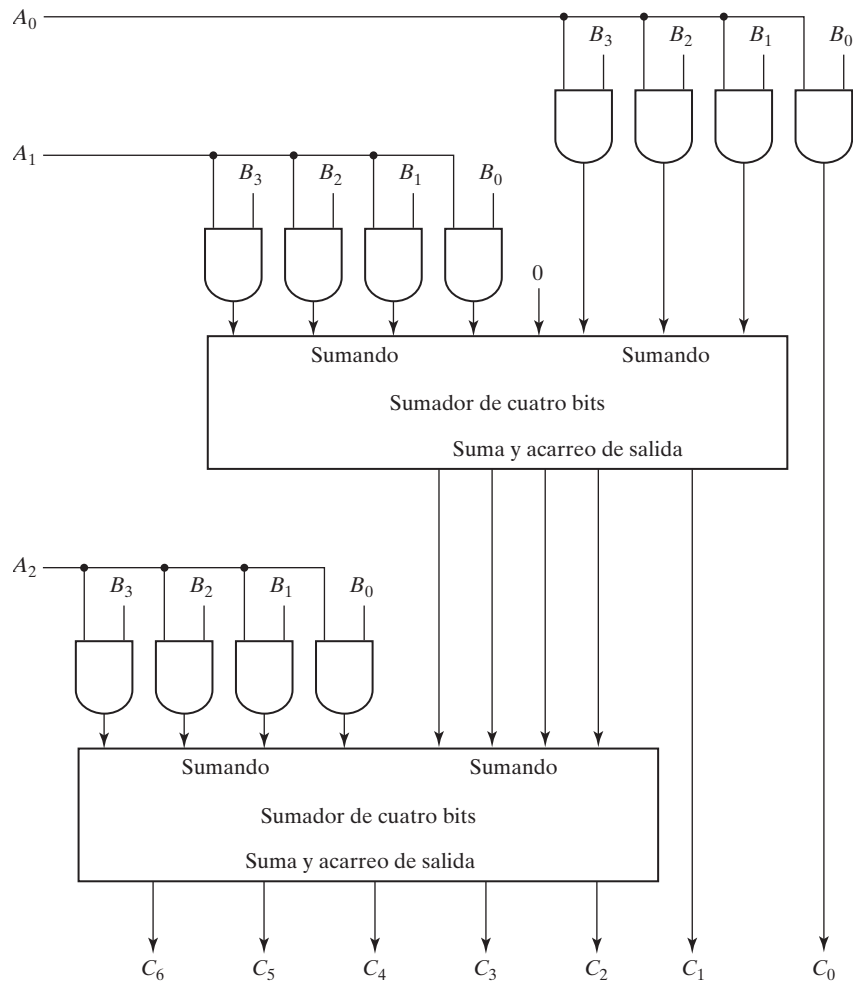 A₀
B₃ B₂ B₁ B₀
A₁
B₃ B₂ B₁ B₀
0
Sumando Sumando
Sumador de cuatro bits
Suma y acarreo de salida
A₂
B₃ B₂ B₁ B₀
Sumando Sumando
Sumador de cuatro bits
Suma y acarreo de salida
C₆ C₅ C₄ C₃ C₂ C₁ C₀